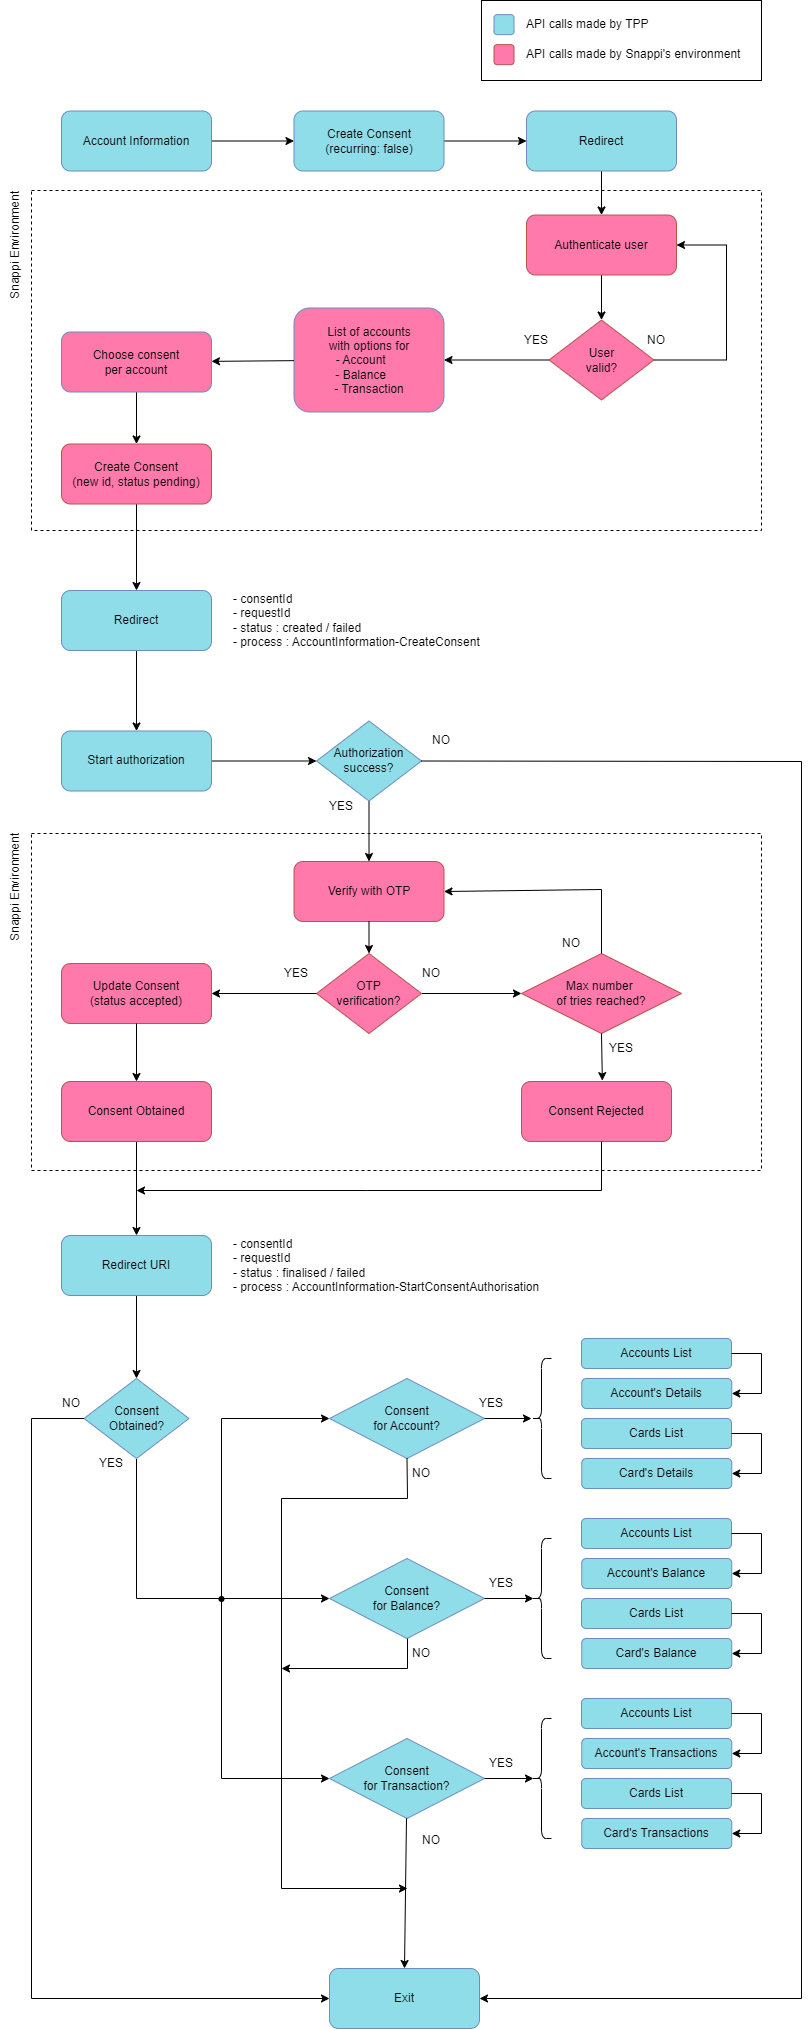 API calls made by TPP
API calls made by Snappi's environment
Account Information
Create Consent
(recurring: false)
Redirect
Snappi Environment
Authenticate user
User
valid?
YES
NO
List of accounts
with options for
- Account
- Balance
- Transaction
Choose consent
per account
Create Consent
(new id, status pending)
Redirect
- consentId
- requestId
- status : created / failed
- process : AccountInformation-CreateConsent
Start authorization
Authorization
success?
NO
YES
Snappi Environment
Verify with OTP
OTP
verification?
YES
NO
Max number
of tries reached?
NO
YES
Update Consent
(status accepted)
Consent Obtained
Consent Rejected
Redirect URI
- consentId
- requestId
- status : finalised / failed
- process : AccountInformation-StartConsentAuthorisation
Consent
Obtained?
NO
YES
Consent
for Account?
YES
NO
Accounts List
Account's Details
Cards List
Card's Details
Consent
for Balance?
YES
NO
Accounts List
Account's Balance
Cards List
Card's Balance
Consent
for Transaction?
YES
NO
Accounts List
Account's Transactions
Cards List
Card's Transactions
Exit